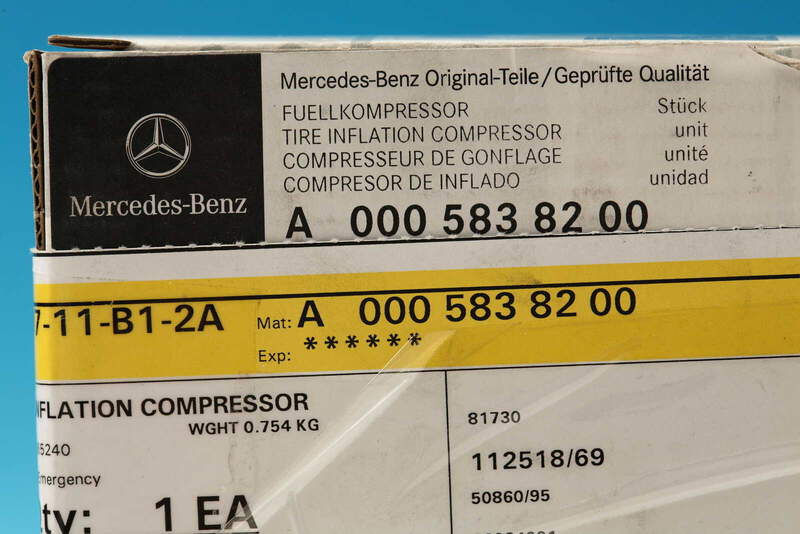 Mercedes-Benz
Mercedes-Benz Original-Teile/Geprüfte Qualität
FUELLKOMPRESSOR Stück
TIRE INFLATION COMPRESSOR unit
COMPRESSEUR DE GONFLAGE unité
COMPRESOR DE INFLADO unidad
A 000 583 82 00
7-11-B1-2A Mat: A 000 583 82 00
Exp: ******
NFLATION COMPRESSOR
WGHT 0.754 KG
5240
mergency
ty: 1 EA
81730
112518/69
50860/95